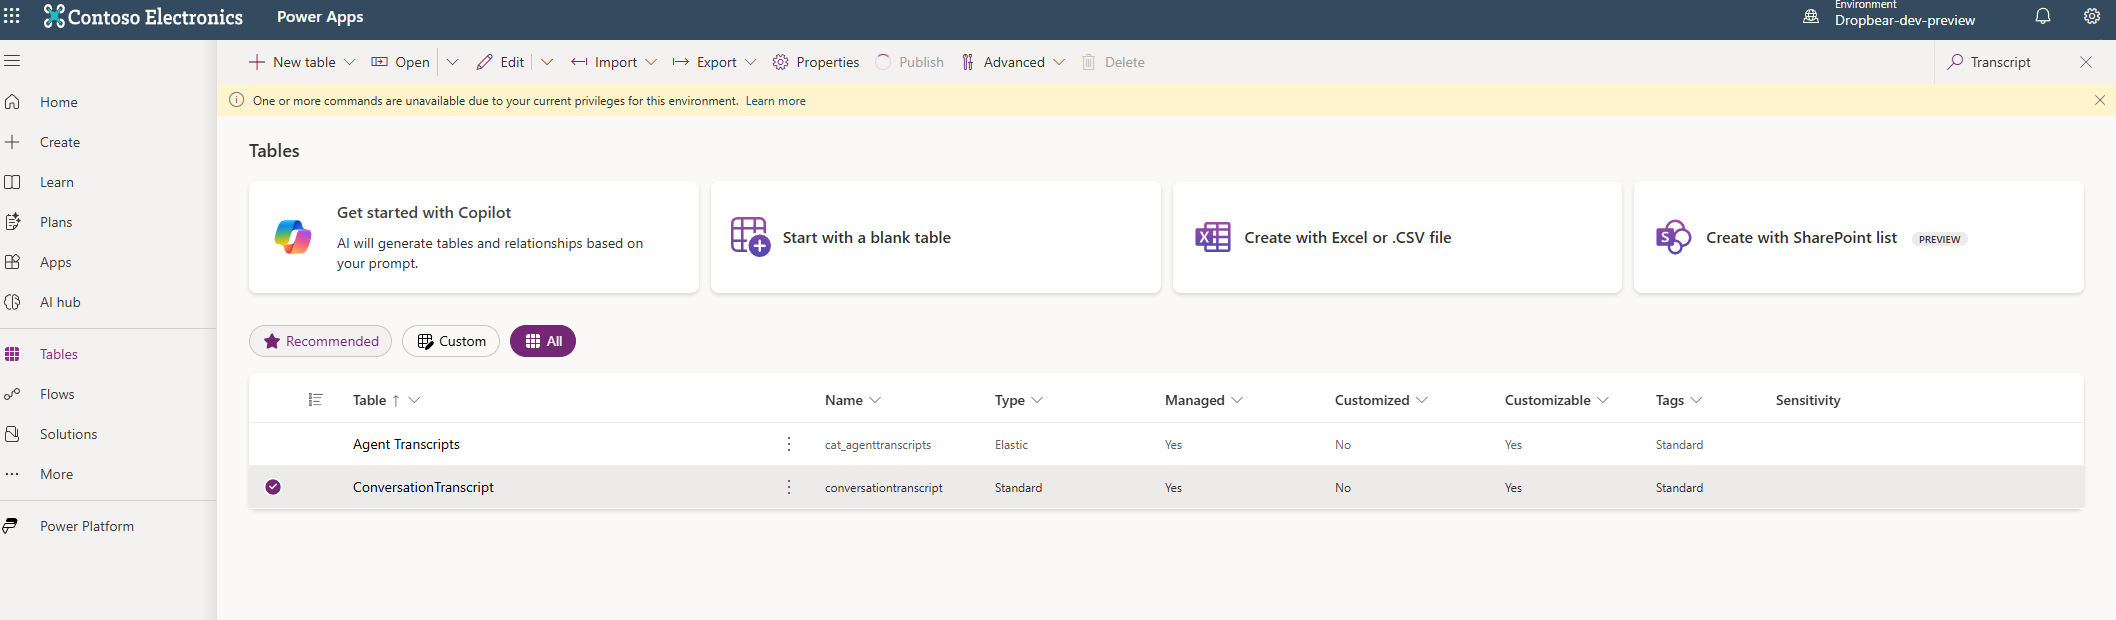 Contoso Electronics
Power Apps
Environment
Dropbear-dev-preview
New table
Open
Edit
Import
Export
Properties
Publish
Advanced
Delete
Transcript
One or more commands are unavailable due to your current privileges for this environment. Learn more
Home
Create
Learn
Plans
Apps
AI hub
Tables
Flows
Solutions
More
Power Platform
Tables
Get started with Copilot
AI will generate tables and relationships based on
your prompt.
Start with a blank table
Create with Excel or .CSV file
Create with SharePoint list PREVIEW
Recommended
Custom
All
Table ↑ Name Type Managed Customized Customizable Tags Sensitivity
Agent Transcripts cat_agenttranscripts Elastic Yes No Yes Standard
ConversationTranscript conversationtranscript Standard Yes No Yes Standard